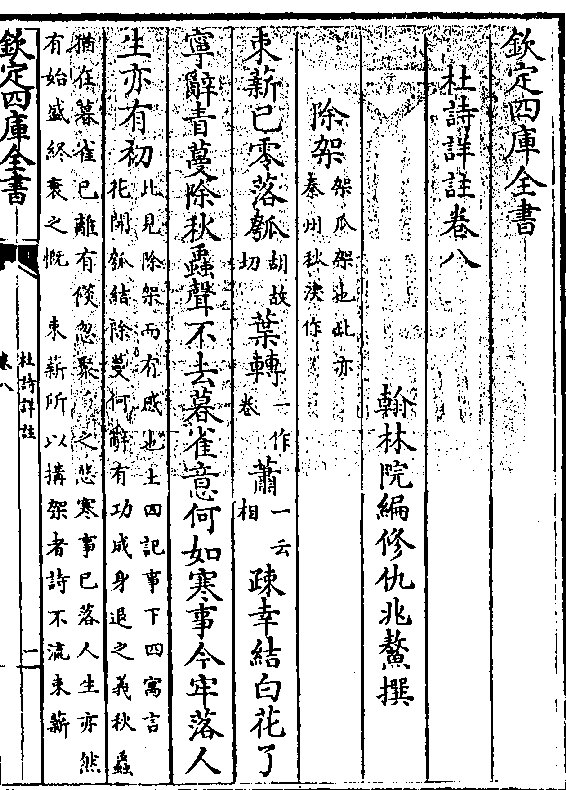 欽定四庫全書
杜詩詳註卷八
翰林院編修仇兆鰲撰
除架
架瓜架也此亦
秦州秋後作
束薪已零落瓠
胡故
切
葉轉
一作
卷
蕭
一云
相
疎幸結白花了
寧辭青蔓除秋蟲聲不去暮雀意何如寒事今牢落人
生亦有初
此見除架而有感也上四記事下四寓言
花開瓠結除蔓何辭有功成身退之義秋蟲
猶在暮雀已離有倏忽聚 之悲寒事已落人生亦然
有始盛終衰之慨 束薪所以搆架者詩不流束薪
欽定四庫全書
杜詩詳註
卷八